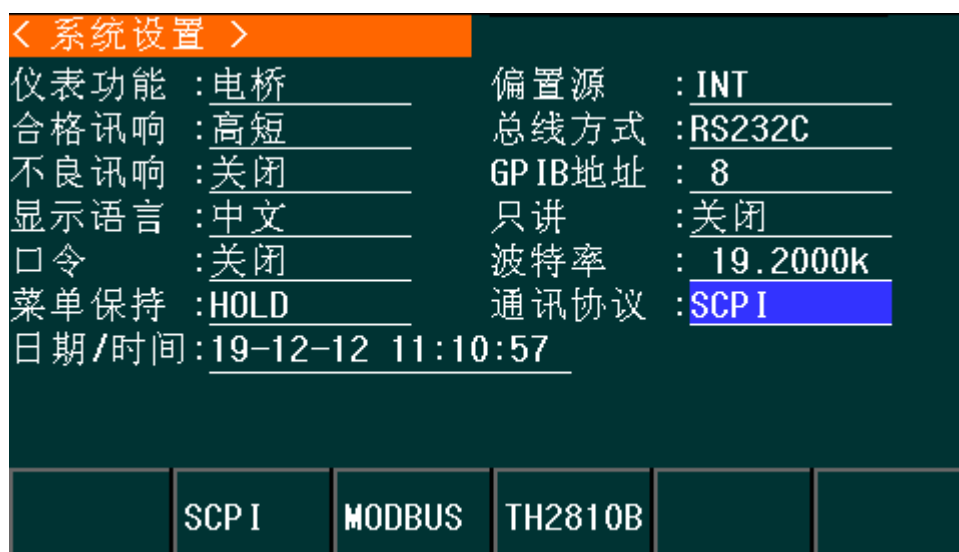 < 系统设置 >
仪表功能 :电桥 偏置源 : INT
合格讯响 :高短 总线方式 :RS232C
不良讯响 :关闭 GPIB地址 : 8
显示语言 :中文 只讲 :关闭
口令 :关闭 波特率 : 19.2000k
菜单保持 :HOLD 通讯协议 :SCPI
日期/时间:19-12-12 11:10:57
SCPI MODBUS TH2810B